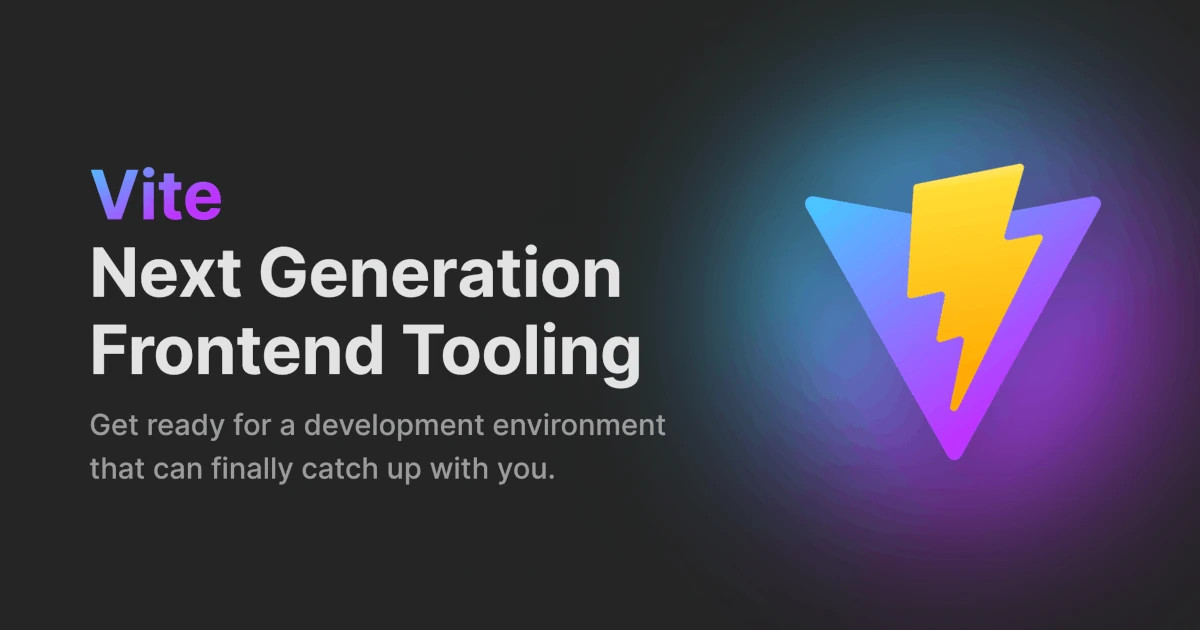 Vite
Next Generation
Frontend Tooling
Get ready for a development environment
that can finally catch up with you.